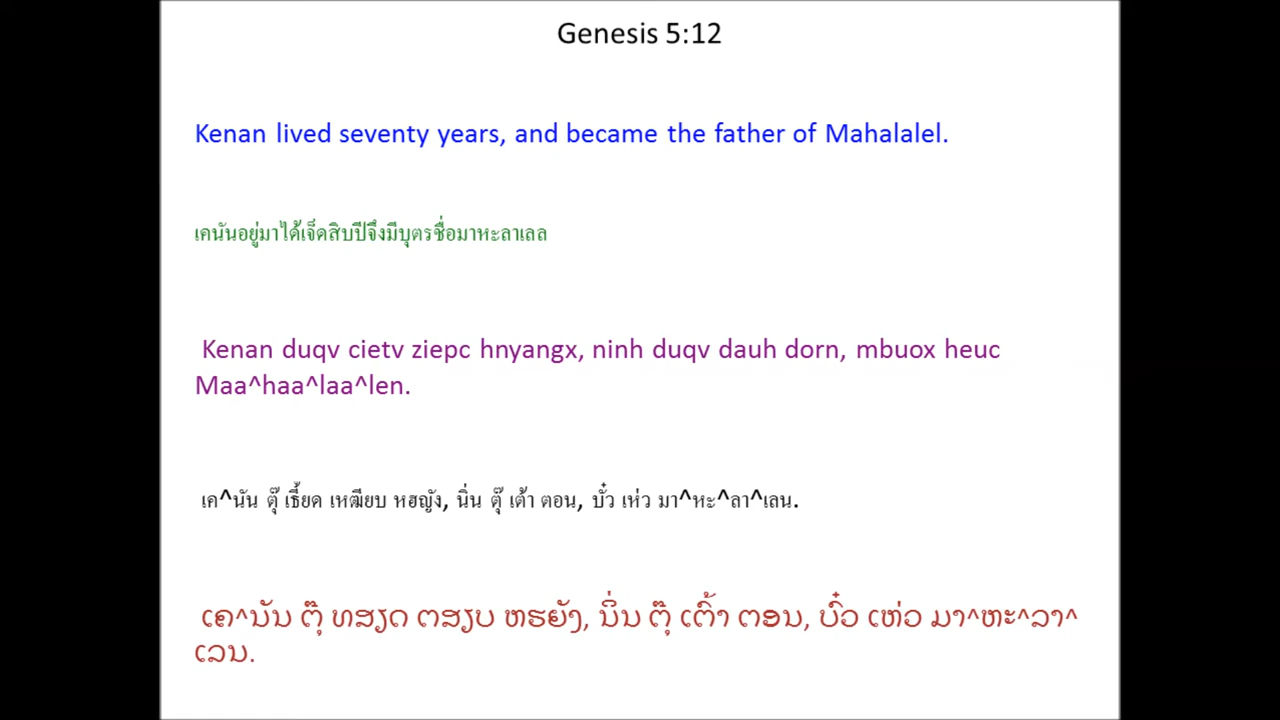 Genesis 5:12
Kenan lived seventy years, and became the father of Mahalalel.
เคนันอยู่มาได้เจ็ดสิบปีจึงมีบุตรชื่อมาหะลาเลล
Kenan duqv cietv ziepc hnyangx, ninh duqv dauh dorn, mbuox heuc
Maa^haa^laa^len.
เค^นัน ตุ๊ เธี้ยด เหฒียบ หฮญัง, นิ่น ตุ๊ เต้า ตอน, บั๋ว เห่ว มา^หะ^ลา^เลน.
ເຄ^ນັນ ຕຸ໊ ທສຽດ ຕສຽບ ຫຮຍັງ, ນິ່ນ ຕຸ໊ ເຕົ້າ ຕອນ, ບົ໋ວ ເຫ່ວ ມາ^ຫະ^ລາ^
ເລນ.